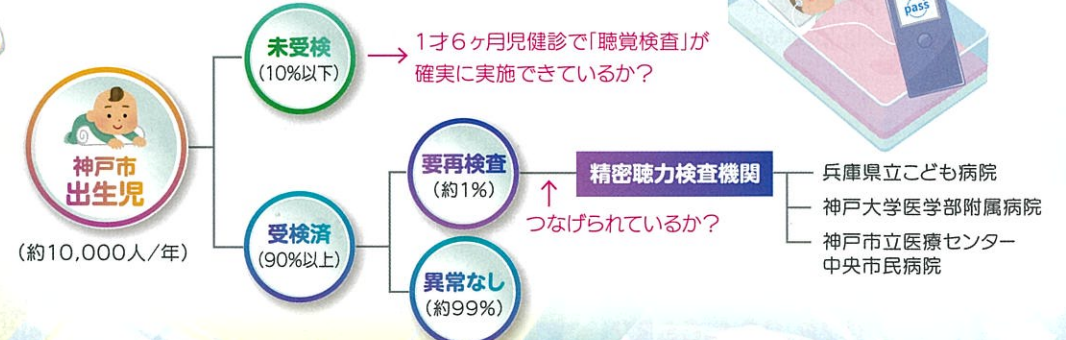 未受検
(10%以下)
1才6ヶ月児健診で「聴覚検査」が
確実に実施できているか?
pass
神戸市
出生児
(約10,000人/年)
受検済
(90%以上)
要再検査
(約1%)
つなげられているか?
異常なし
(約99%)
精密聴力検査機関
兵庫県立こども病院
神戸大学医学部附属病院
神戸市立医療センター
中央市民病院